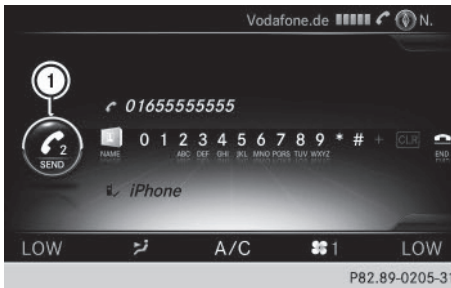 Vodafone.de N.
1
01655555555
2 SEND
NAME 0 1 2 3 4 5 6 7 8 9 * # + CLR
ABC DEF GHI JKL MNO PQRS TUV WXYZ END
iPhone
LOW A/C 1 LOW
P82.89-0205-31